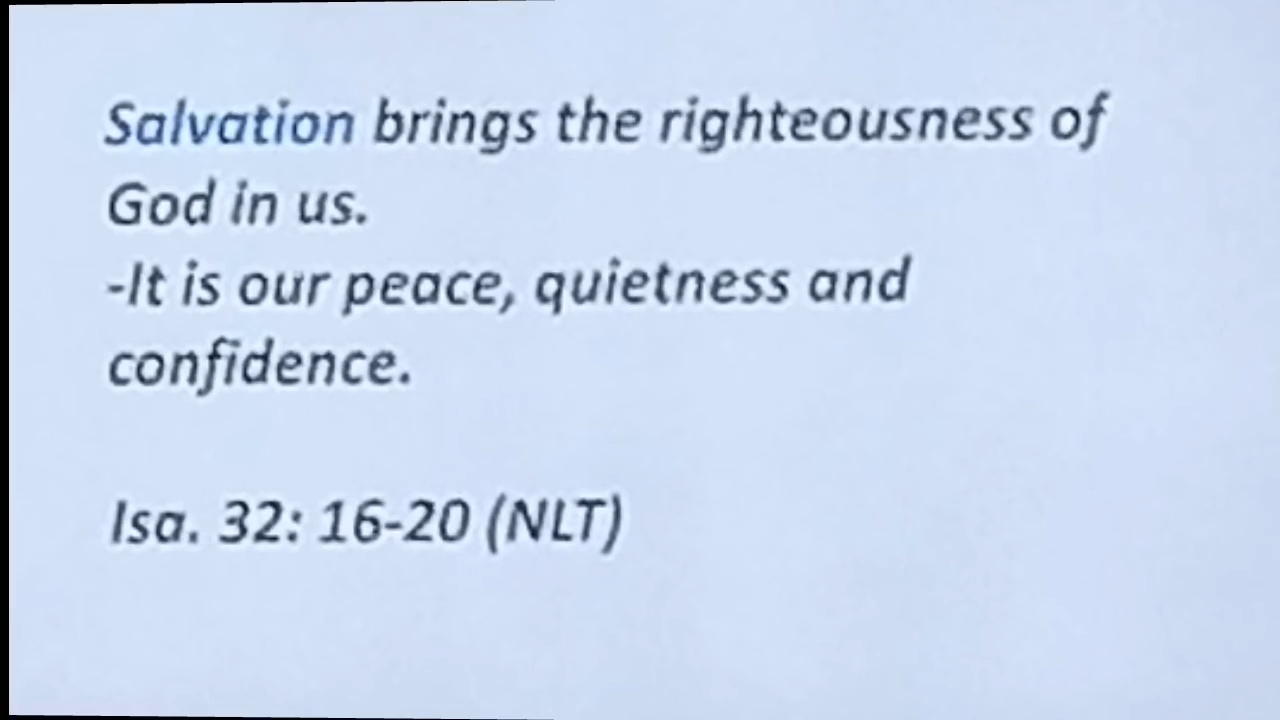 Salvation brings the righteousness of
God in us.
-It is our peace, quietness and
confidence.
Isa. 32: 16-20 (NLT)